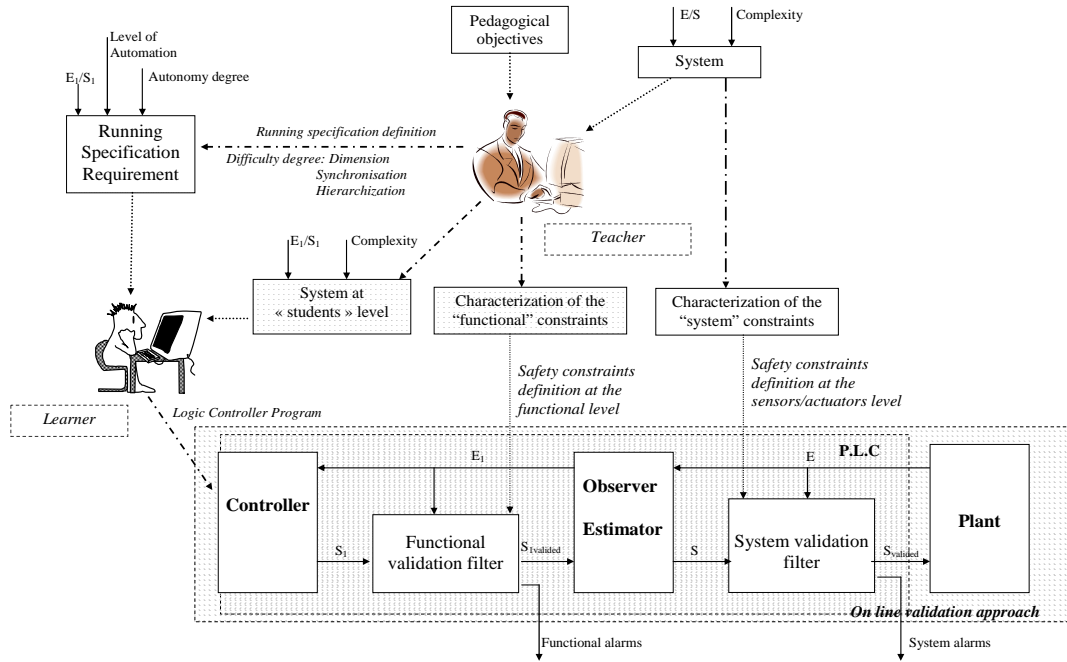 E/S
Complexity
Pedagogical
objectives
System
Level of
Automation
E1/S1
Autonomy degree
Running
Specification
Requirement
Running specification definition
Difficulty degree: Dimension
Synchronisation
Hierarchization
Teacher
E1/S1
Complexity
System at
« students » level
Characterization of the
“functional” constraints
Characterization of the
“system” constraints
Safety constraints
definition at the
functional level
Safety constraints
definition at the
sensors/actuators level
Learner
Logic Controller Program
P.L.C
E1
E
Controller
Observer
Estimator
Plant
Functional
validation filter
System validation
filter
S1
S1valided
S
Svalided
On line validation approach
Functional alarms
System alarms